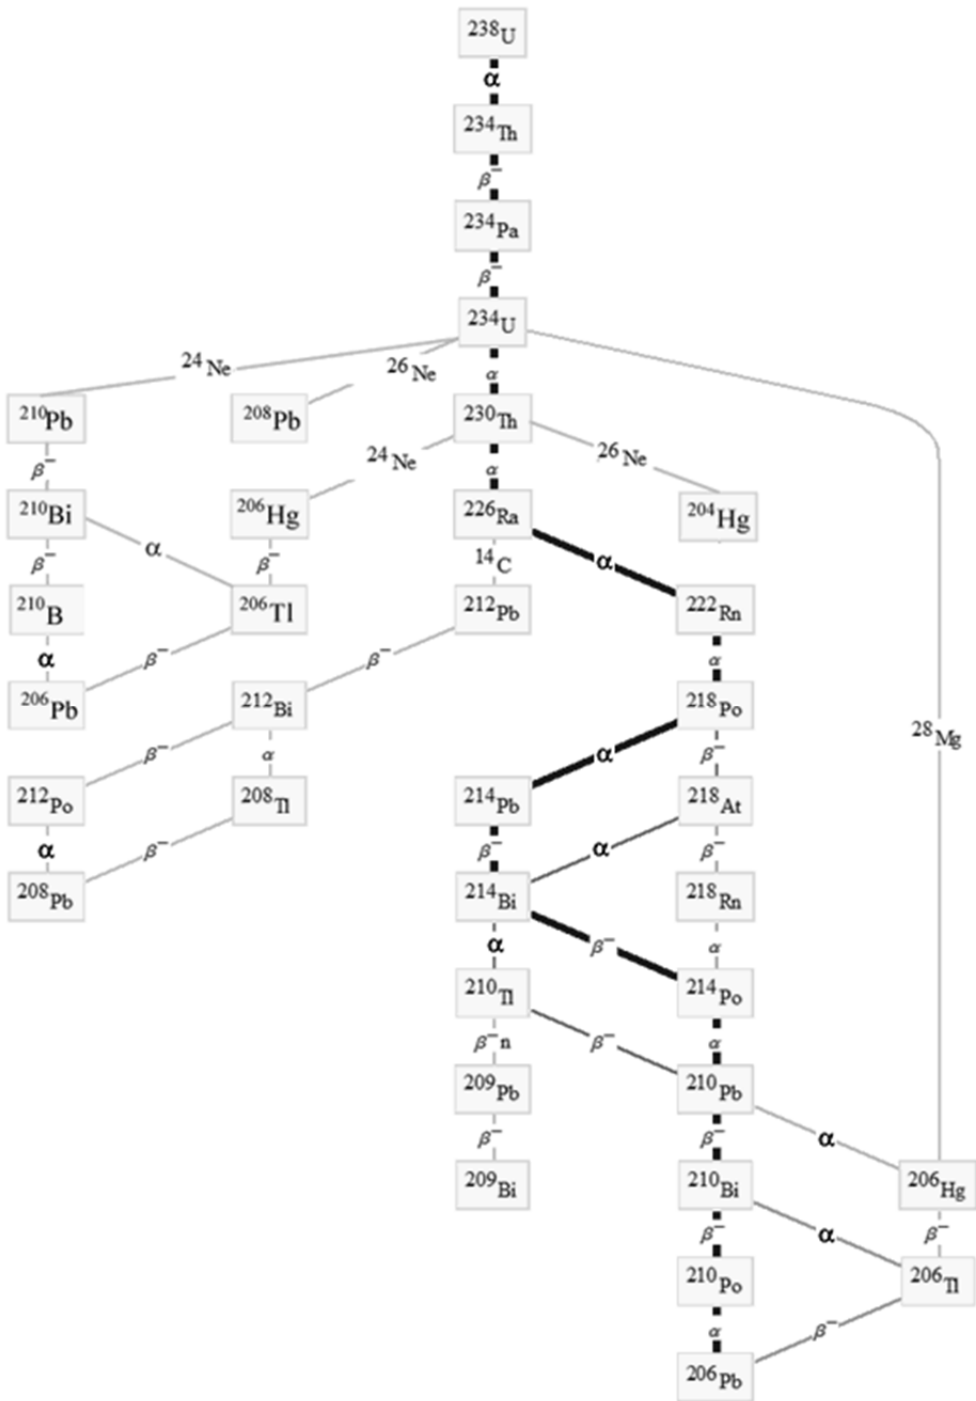 ²³⁸U
α
²³⁴Th
β⁻
²³⁴Pa
β⁻
²³⁴U
²⁴Ne ²⁶Ne α
²¹⁰Pb ²⁰⁸Pb ²³⁰Th
β⁻ ²⁴Ne α ²⁶Ne
²¹⁰Bi ²⁰⁶Hg ²²⁶Ra ²⁰⁴Hg
β⁻ α β⁻ ¹⁴C α
²¹⁰B ²⁰⁶Tl ²¹²Pb ²²²Rn
α β⁻ β⁻ α
²⁰⁶Pb ²¹²Bi ²¹⁸Po ²⁸Mg
β⁻ α α β⁻
²¹²Po ²⁰⁸Tl ²¹⁴Pb ²¹⁸At
α β⁻ β⁻ α β⁻
²⁰⁸Pb ²¹⁴Bi ²¹⁸Rn
α β⁻ α
²¹⁰Tl ²¹⁴Po
β⁻n β⁻ α
²⁰⁹Pb ²¹⁰Pb
β⁻ β⁻ α
²⁰⁹Bi ²¹⁰Bi ²⁰⁶Hg
β⁻ α β⁻
²¹⁰Po ²⁰⁶Tl
α β⁻
²⁰⁶Pb